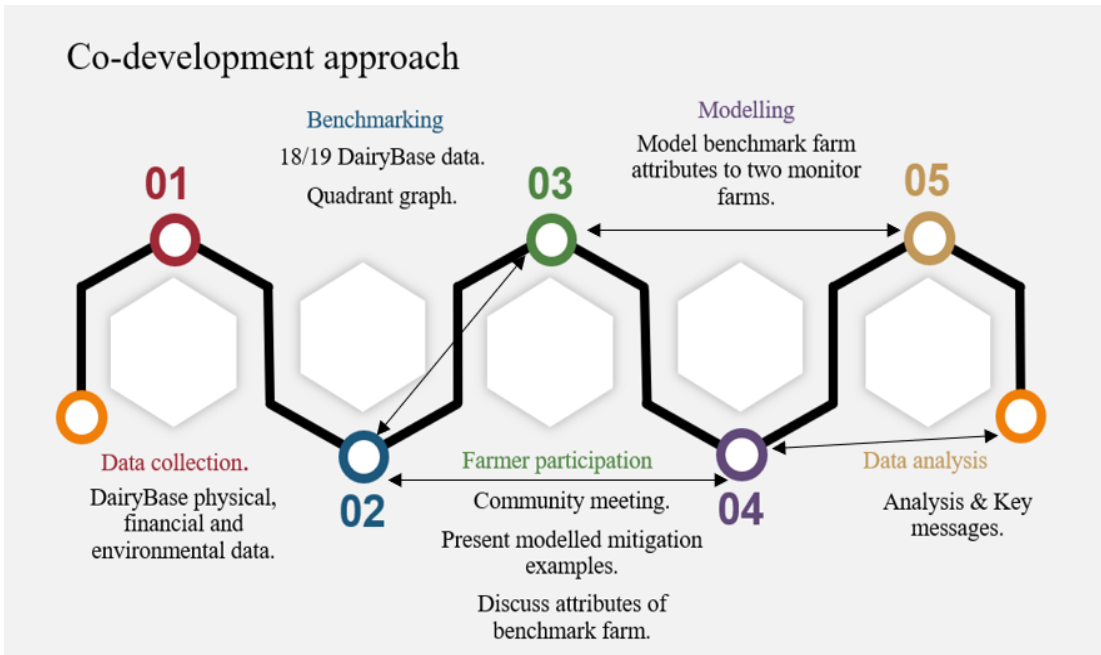 Co-development approach
01
Data collection.
DairyBase physical,
financial and
environmental data.
Benchmarking
18/19 DairyBase data.
Quadrant graph.
02
03
Farmer participation
Community meeting.
Present modelled mitigation
examples.
Discuss attributes of
benchmark farm.
Modelling
Model benchmark farm
attributes to two monitor
farms.
04
05
Data analysis
Analysis & Key
messages.